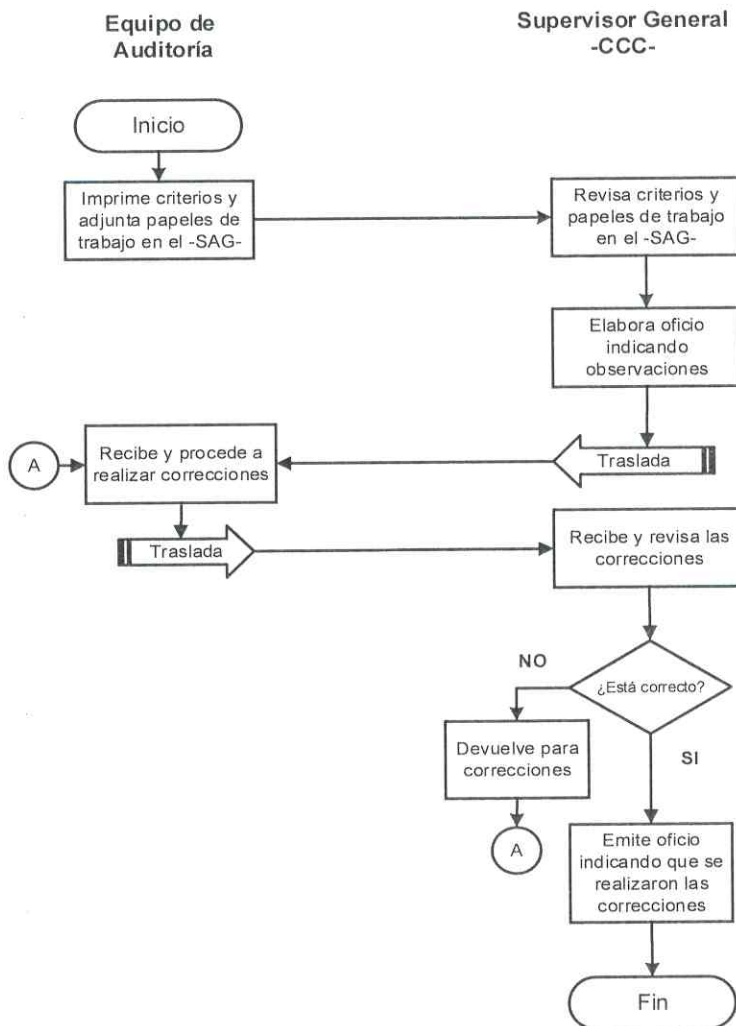 Equipo de
Auditoría
Supervisor General
-CCC-
Inicio
Imprime criterios y
adjunta papeles de
trabajo en el -SAG-
Revisa criterios y
papeles de trabajo
en el -SAG-
Elabora oficio
indicando
observaciones
Traslada
A
Recibe y procede a
realizar correcciones
Traslada
Recibe y revisa las
correcciones
¿Está correcto?
NO
Devuelve para
correcciones
A
SI
Emite oficio
indicando que se
realizaron las
correcciones
Fin